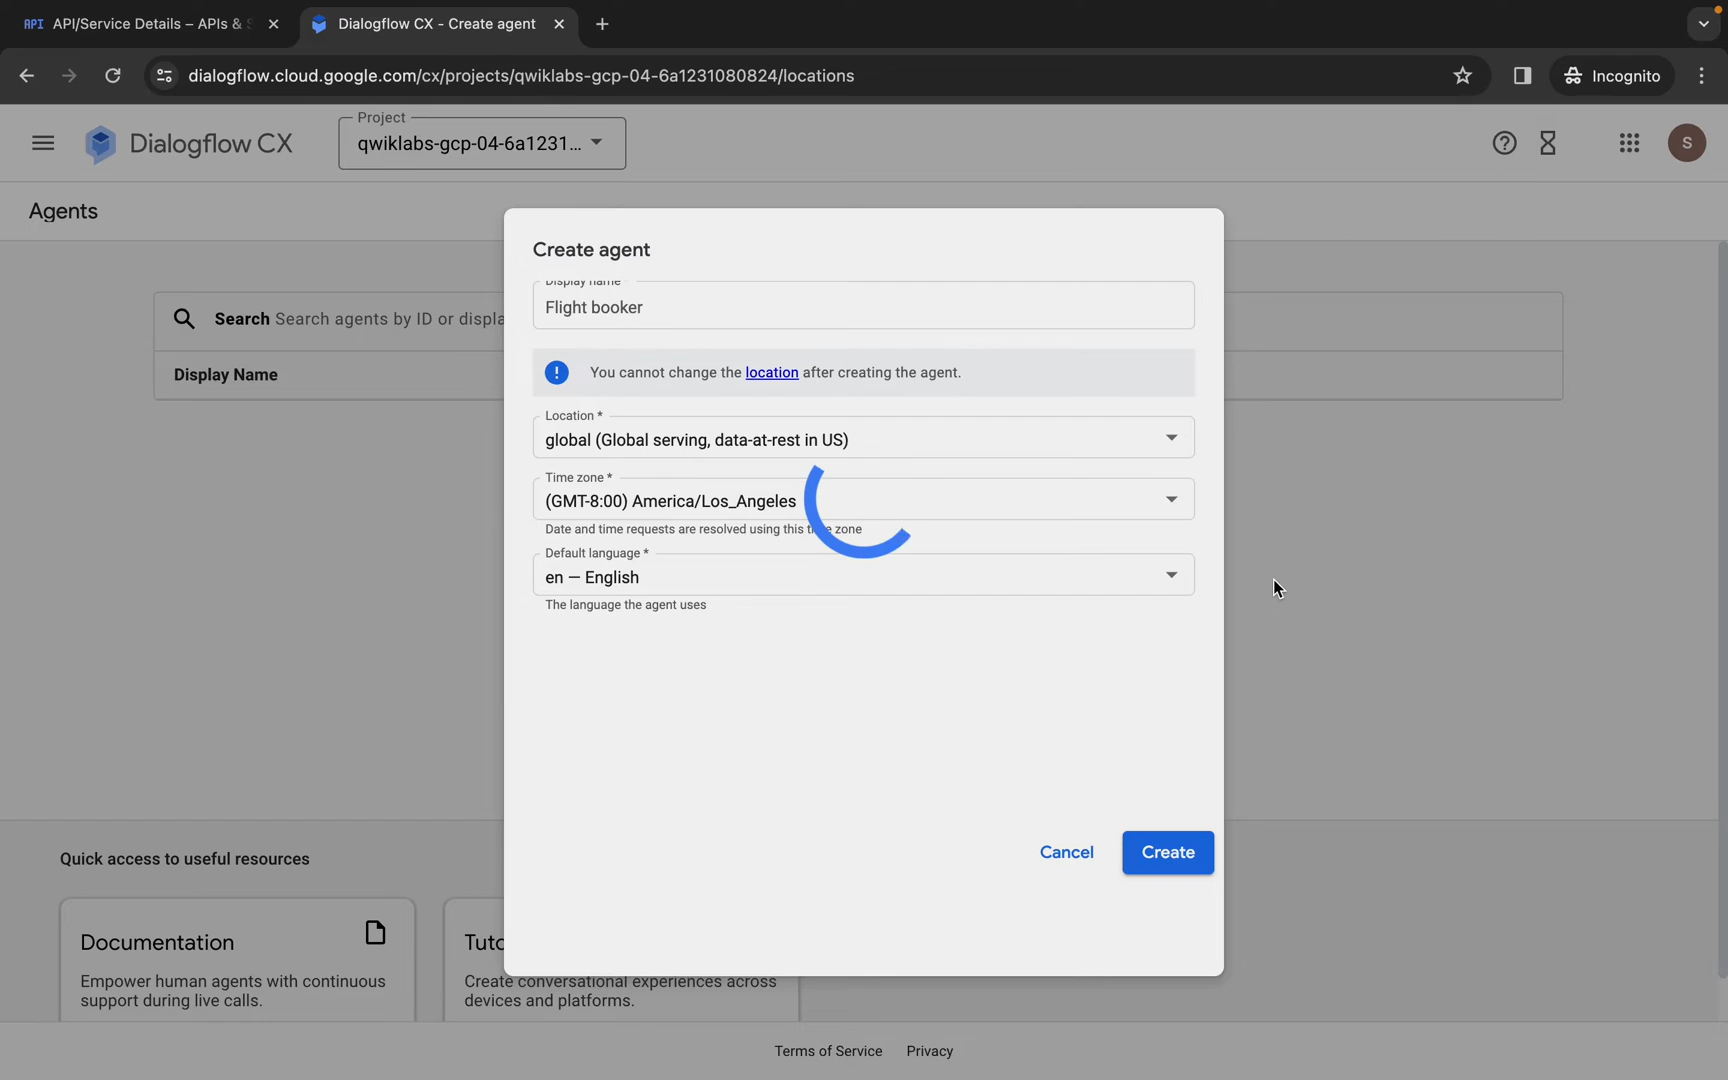 API API/Service Details – APIs & S
Dialogflow CX - Create agent
dialogflow.cloud.google.com/cx/projects/qwiklabs-gcp-04-6a1231080824/locations
Incognito
Dialogflow CX
Project
qwiklabs-gcp-04-6a1231...
S
Agents
Search Search agents by ID or displa
Display Name
Create agent
Display name
Flight booker
You cannot change the location after creating the agent.
Location *
global (Global serving, data-at-rest in US)
Time zone *
(GMT-8:00) America/Los_Angeles
Date and time requests are resolved using this time zone
Default language *
en — English
The language the agent uses
Cancel
Create
Quick access to useful resources
Documentation
Empower human agents with continuous
support during live calls.
Tuto
Create conversational experiences across
devices and platforms.
Terms of Service
Privacy